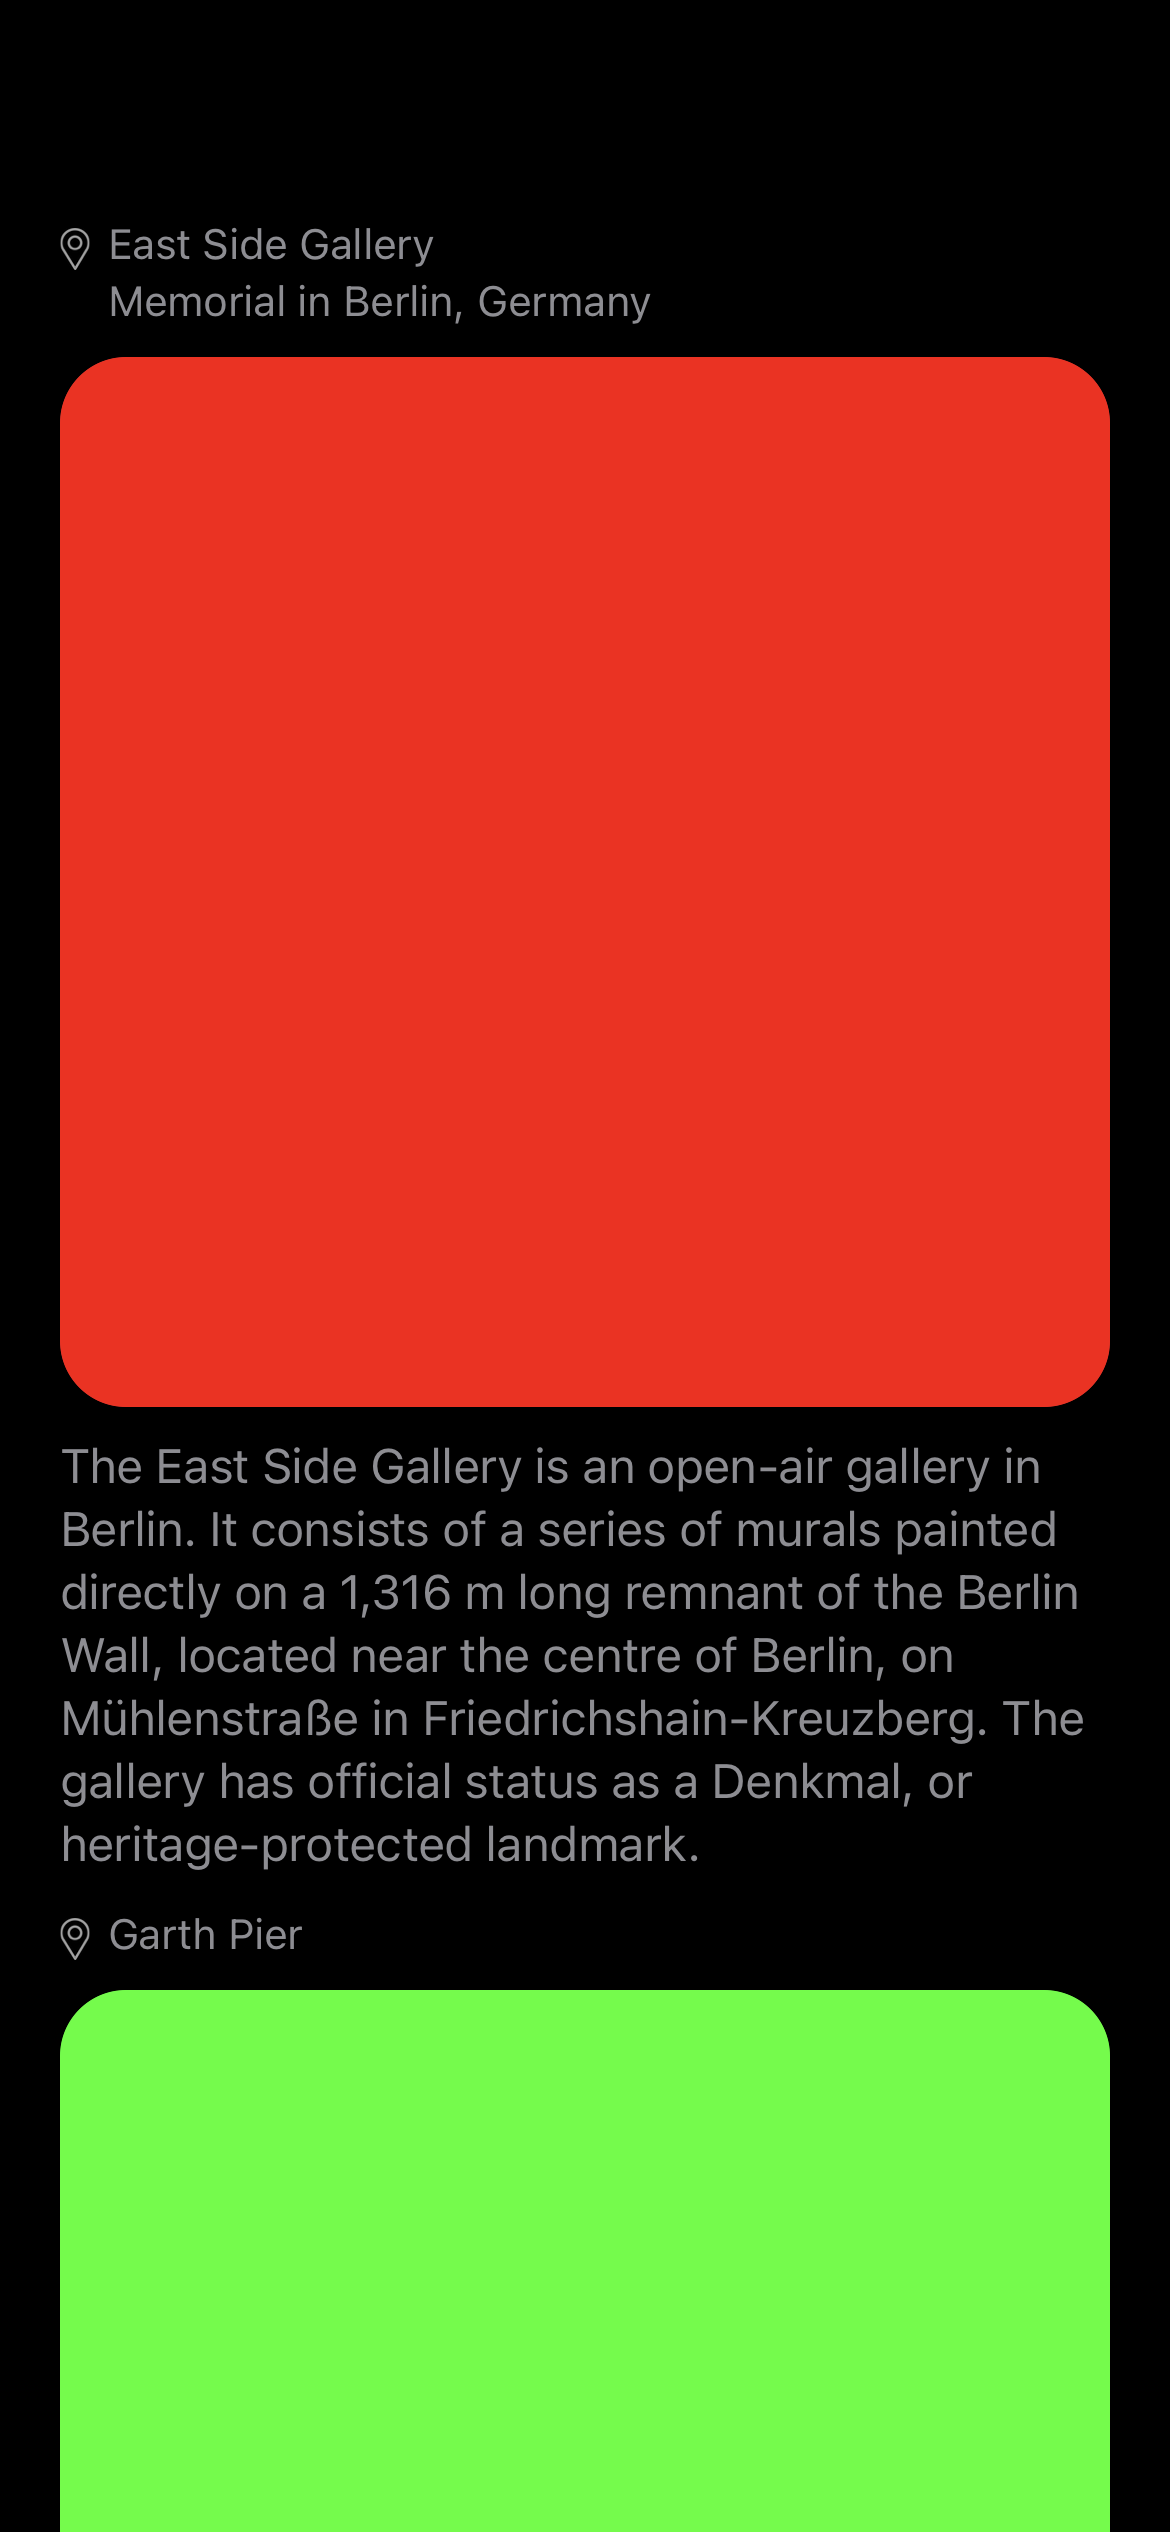 East Side Gallery
Memorial in Berlin, Germany
The East Side Gallery is an open-air gallery in
Berlin. It consists of a series of murals painted
directly on a 1,316 m long remnant of the Berlin
Wall, located near the centre of Berlin, on
Mühlenstraße in Friedrichshain-Kreuzberg. The
gallery has official status as a Denkmal, or
heritage-protected landmark.
Garth Pier